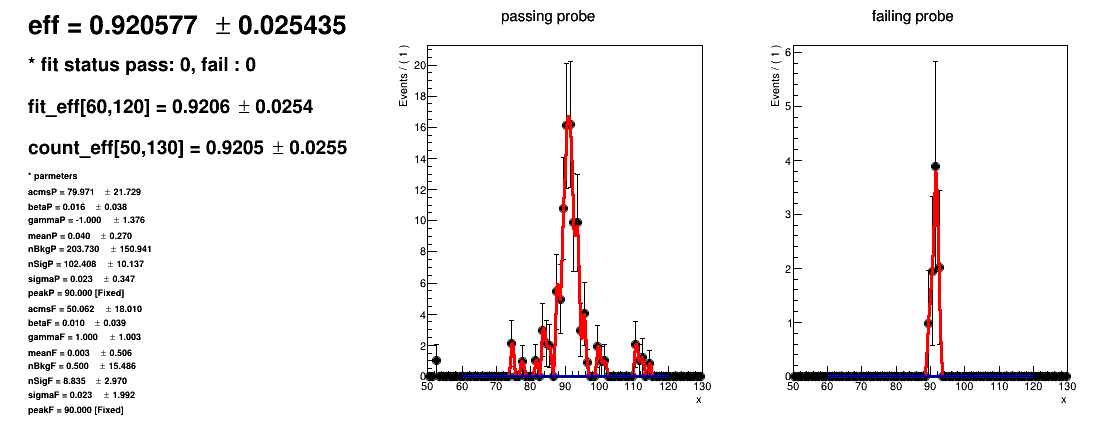 eff = 0.920577 ± 0.025435
* fit status pass: 0, fail : 0
fit_eff[60,120] = 0.9206 ± 0.0254
count_eff[50,130] = 0.9205 ± 0.0255
* parmeters
acmsP = 79.971 ± 21.729
betaP = 0.016 ± 0.038
gammaP = -1.000 ± 1.376
meanP = 0.040 ± 0.270
nBkgP = 203.730 ± 150.941
nSigP = 102.408 ± 10.137
sigmaP = 0.023 ± 0.347
peakP = 90.000 [Fixed]
acmsF = 50.062 ± 18.010
betaF = 0.010 ± 0.039
gammaF = 1.000 ± 1.003
meanF = 0.003 ± 0.506
nBkgF = 0.500 ± 15.486
nSigF = 8.835 ± 2.970
sigmaF = 0.023 ± 1.992
peakF = 90.000 [Fixed]
passing probe
Events / ( 1 )
20
18
16
14
12
10
8
6
4
2
0
50 60 70 80 90 100 110 120 130
x
failing probe
Events / ( 1 )
6
5
4
3
2
1
0
50 60 70 80 90 100 110 120 130
x